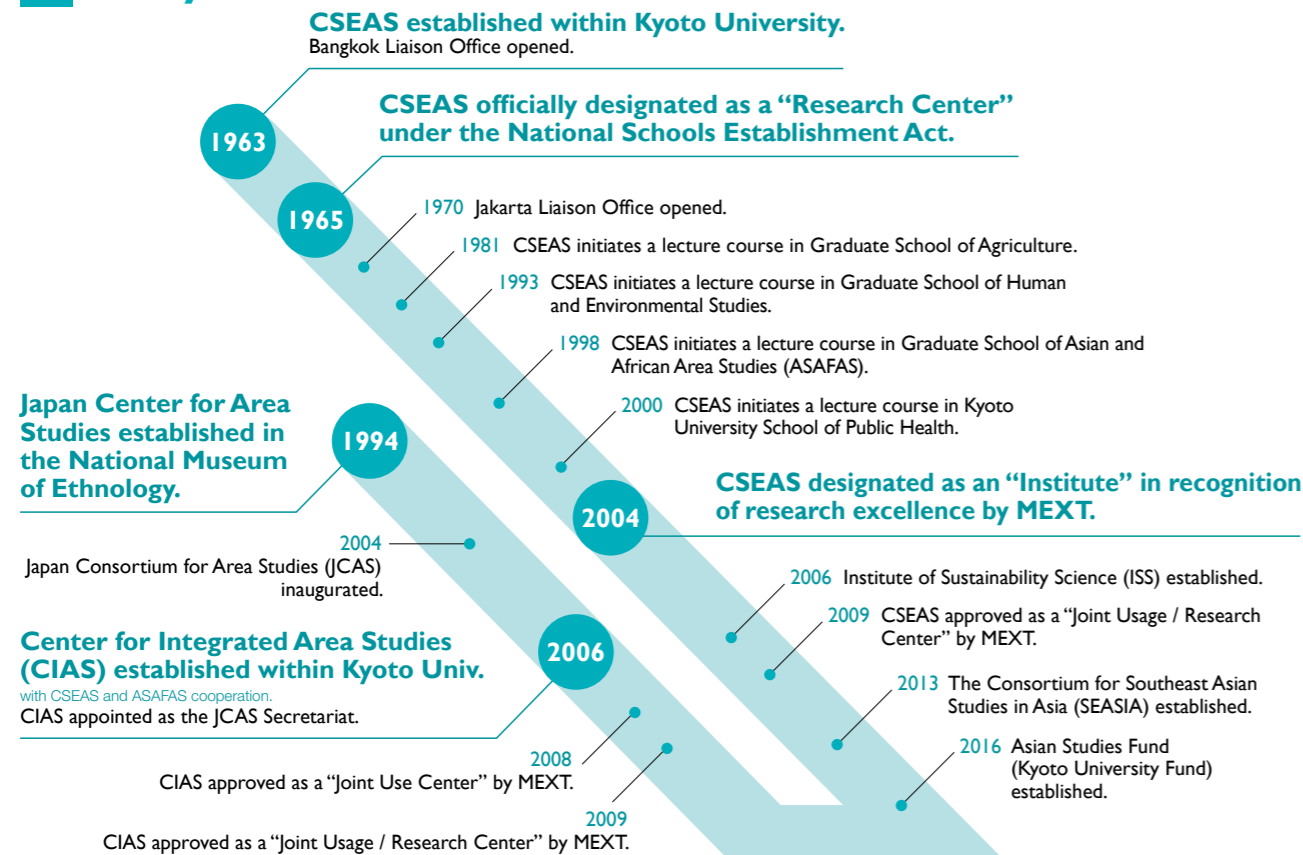 CSEAS established within Kyoto University.
Bangkok Liaison Office opened.
1963
CSEAS officially designated as a “Research Center”
under the National Schools Establishment Act.
1965
1970 Jakarta Liaison Office opened.
1981 CSEAS initiates a lecture course in Graduate School of Agriculture.
1993 CSEAS initiates a lecture course in Graduate School of Human
and Environmental Studies.
1998 CSEAS initiates a lecture course in Graduate School of Asian and
African Area Studies (ASAFAS).
2000 CSEAS initiates a lecture course in Kyoto
University School of Public Health.
2004
CSEAS designated as an “Institute” in recognition
of research excellence by MEXT.
2006 Institute of Sustainability Science (ISS) established.
2009 CSEAS approved as a “Joint Usage / Research
Center” by MEXT.
2013 The Consortium for Southeast Asian
Studies in Asia (SEASIA) established.
2016 Asian Studies Fund
(Kyoto University Fund)
established.
Japan Center for Area
Studies established in
the National Museum
of Ethnology.
1994
2004
Japan Consortium for Area Studies (JCAS)
inaugurated.
Center for Integrated Area Studies
(CIAS) established within Kyoto Univ.
with CSEAS and ASAFAS cooperation.
CIAS appointed as the JCAS Secretariat.
2006
2008
CIAS approved as a “Joint Use Center” by MEXT.
2009
CIAS approved as a “Joint Usage / Research Center” by MEXT.